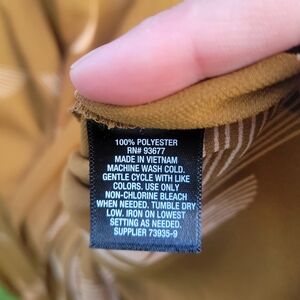 100% POLYESTER
RN# 93677
MADE IN VIETNAM
MACHINE WASH COLD.
GENTLE CYCLE WITH LIKE
COLORS. USE ONLY
NON-CHLORINE BLEACH
WHEN NEEDED. TUMBLE DRY
LOW. IRON ON LOWEST
SETTING AS NEEDED.
SUPPLIER 73935-9